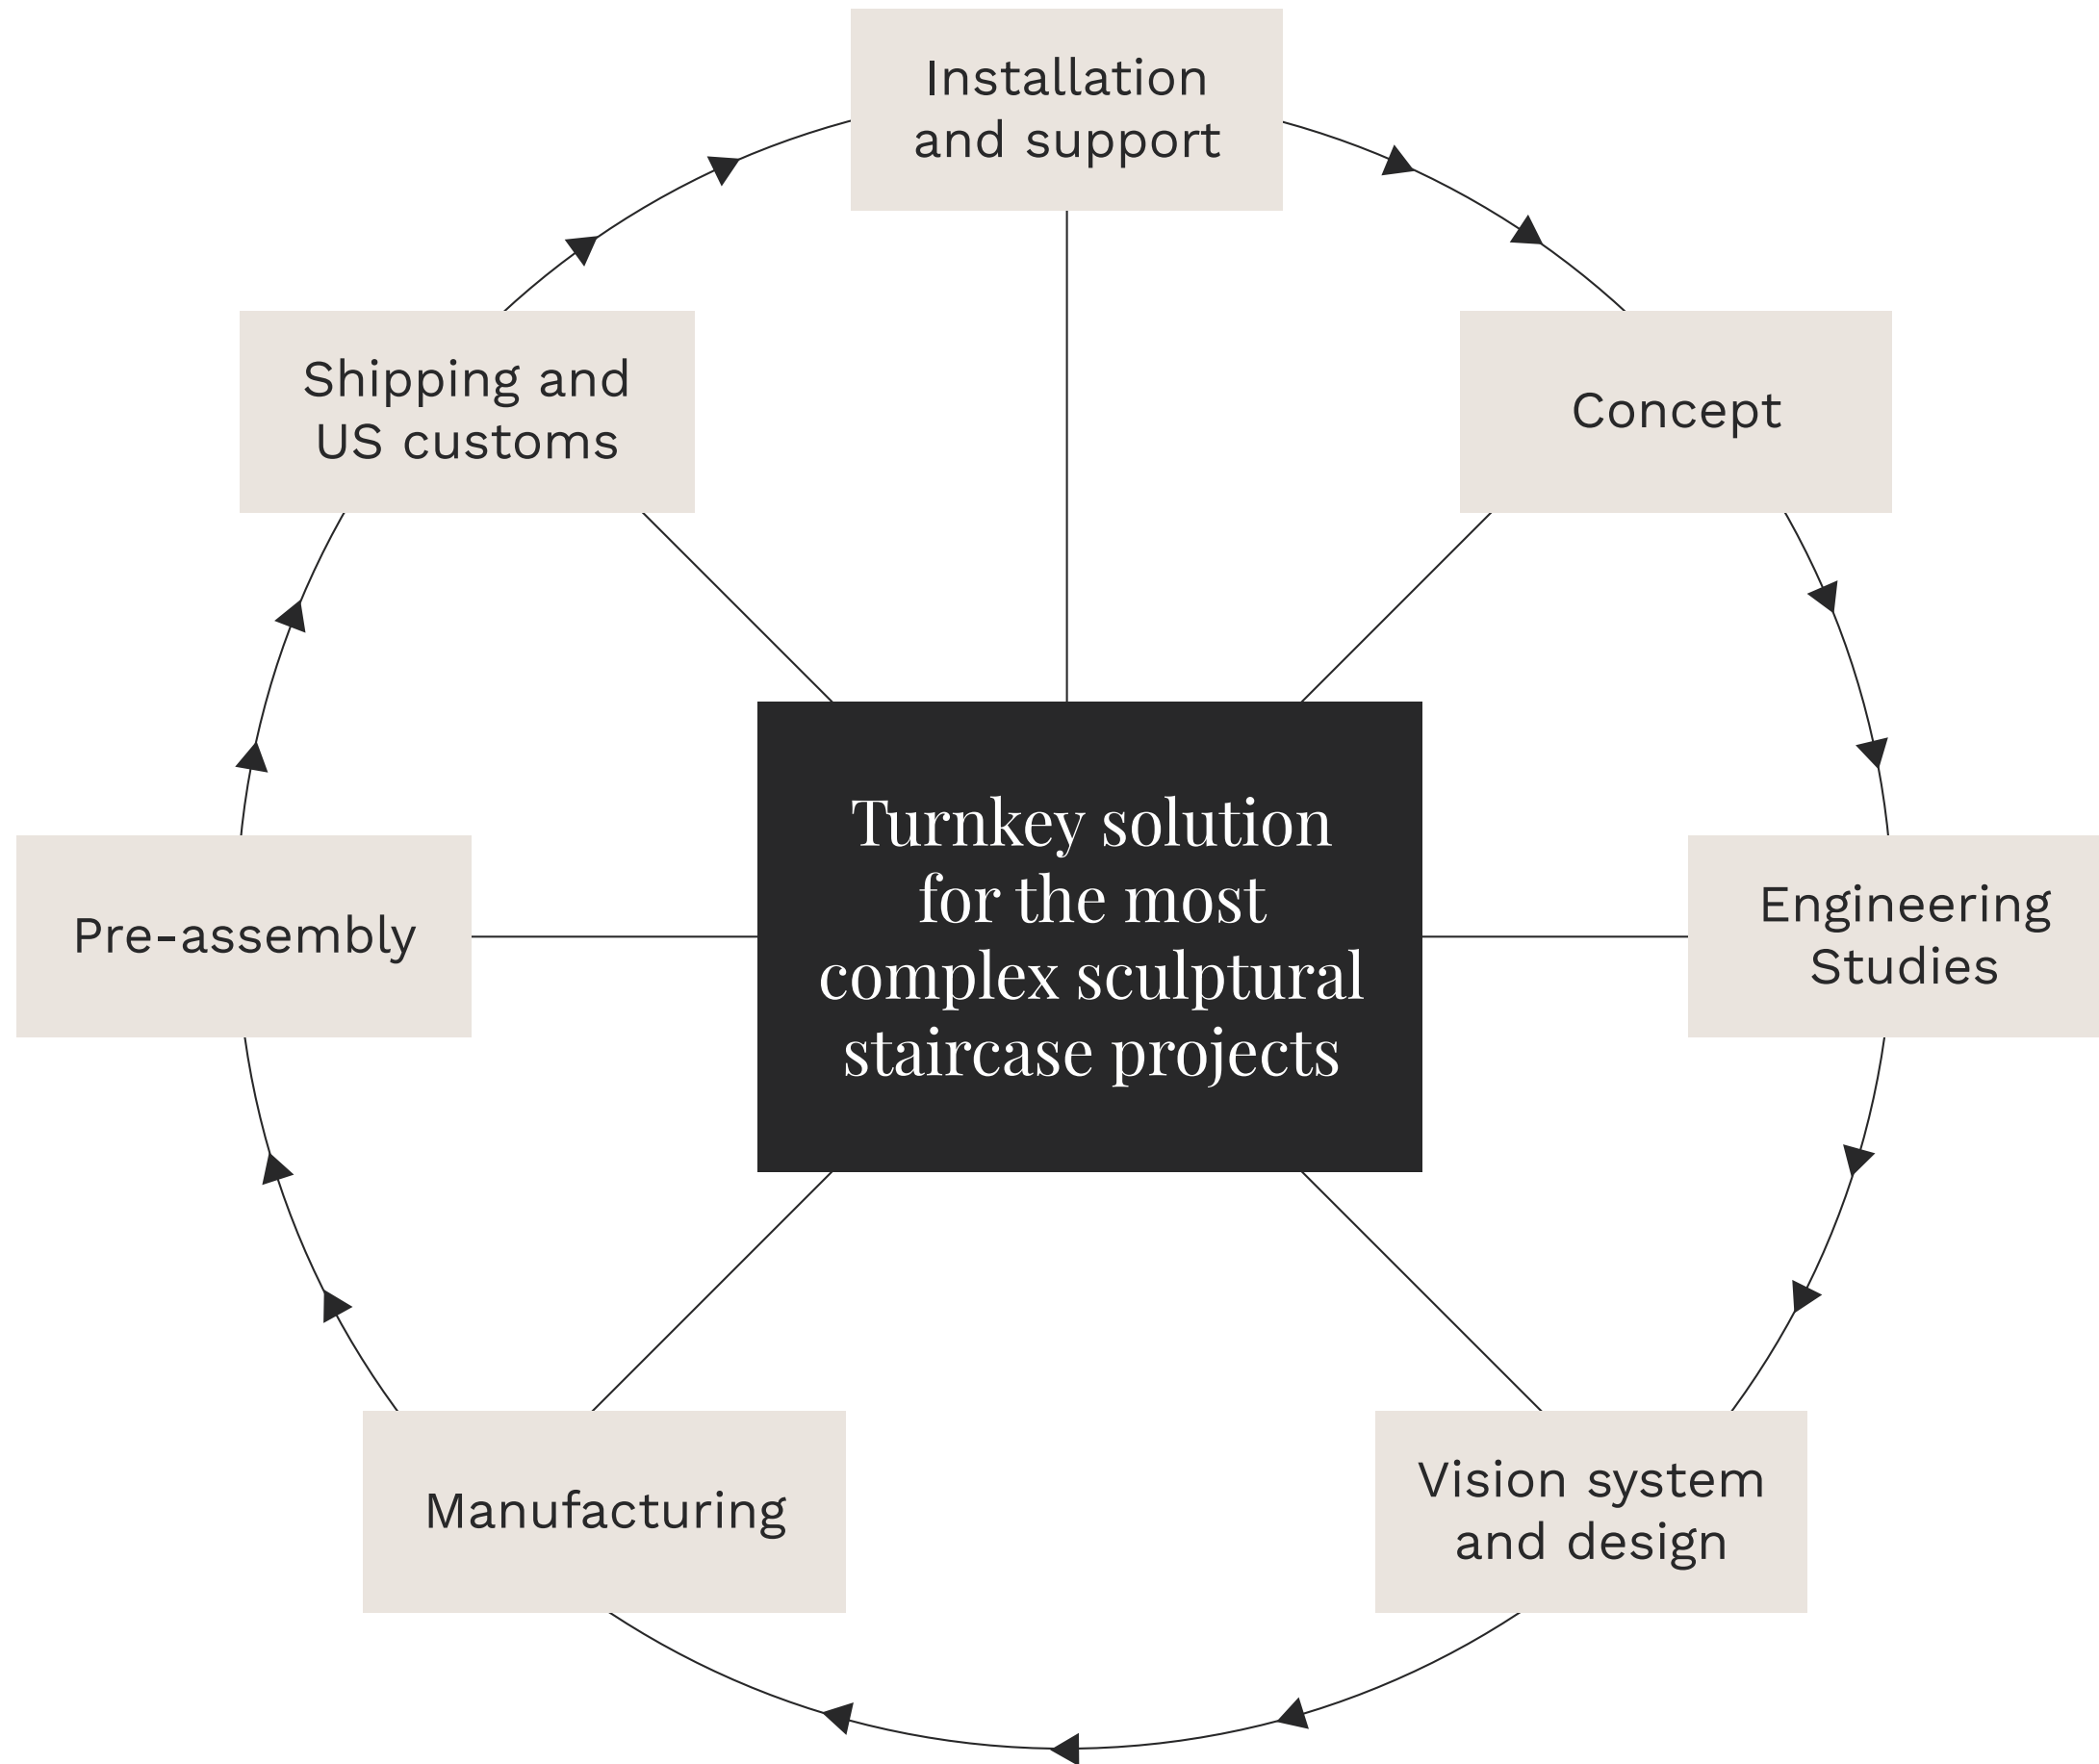 Installation
and support
Shipping and
US customs
Concept
Turnkey solution
for the most
complex sculptural
staircase projects
Pre-assembly
Engineering
Studies
Manufacturing
Vision system
and design